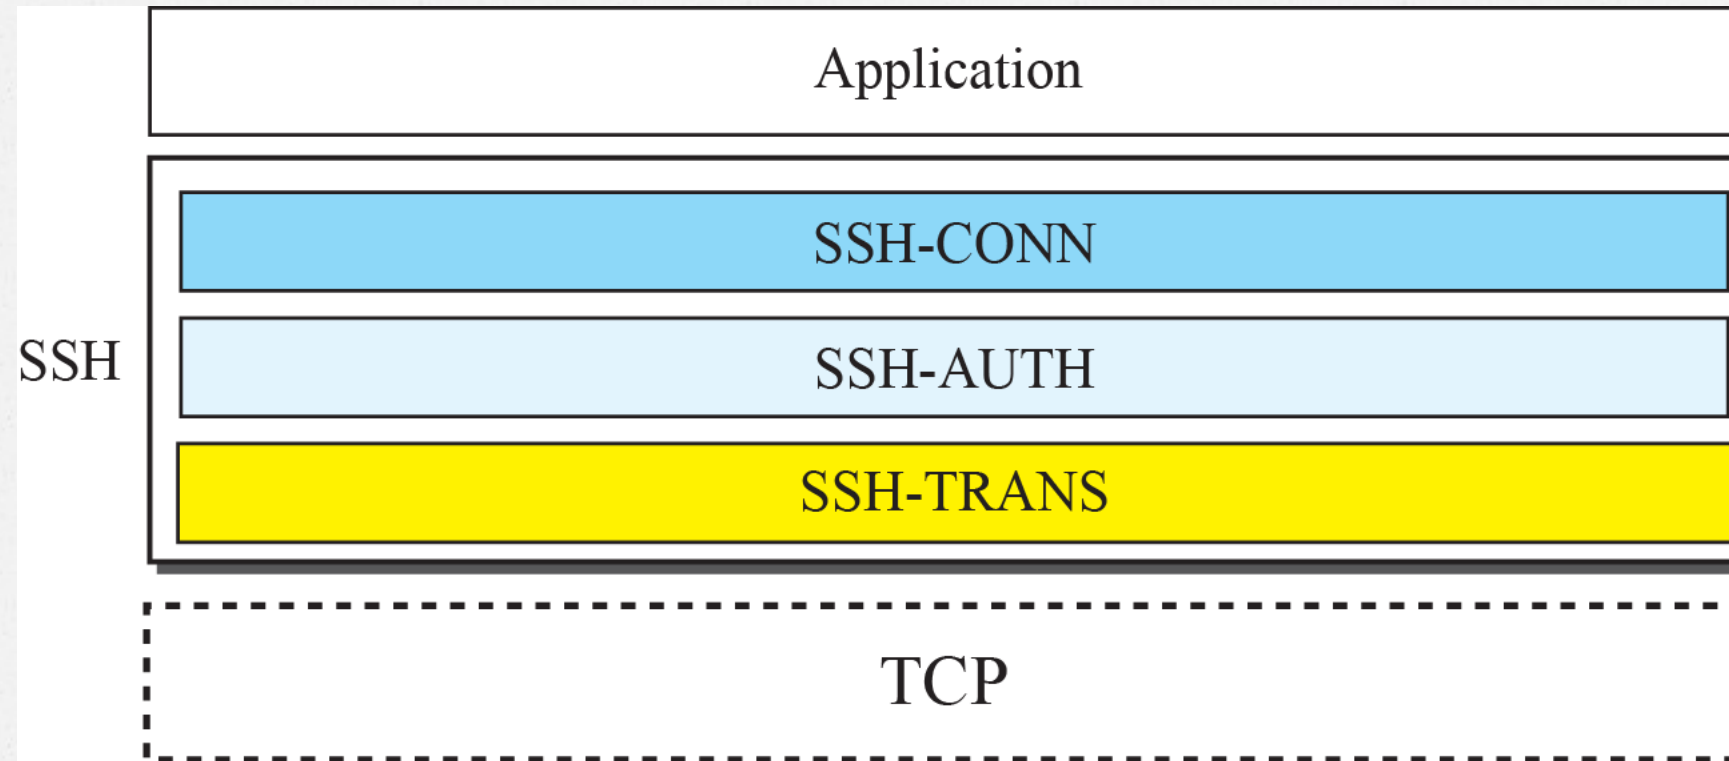 Application
SSH-CONN
SSH
SSH-AUTH
SSH-TRANS
TCP